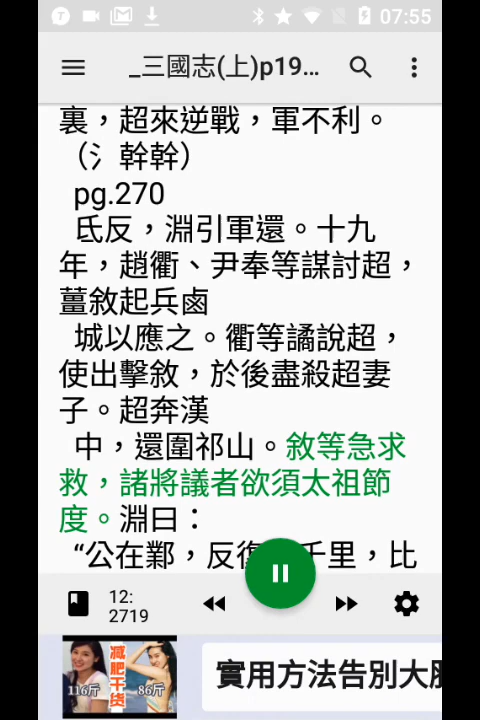 07:55
_三國志(上)p19...
裏，超來逆戰，軍不利。
（氵幹幹）
pg.270
氐反，淵引軍還。十九
年，趙衢、尹奉等謀討超，
薑敘起兵鹵
城以應之。衢等譎說超，
使出擊敘，於後盡殺超妻
子。超奔漢
中，還圍祁山。敘等急求
救，諸將議者欲須太祖節
度。淵曰：
“公在鄴，反復 千里，比
12:
2719
減肥干货
116斤
86斤
實用方法告別大